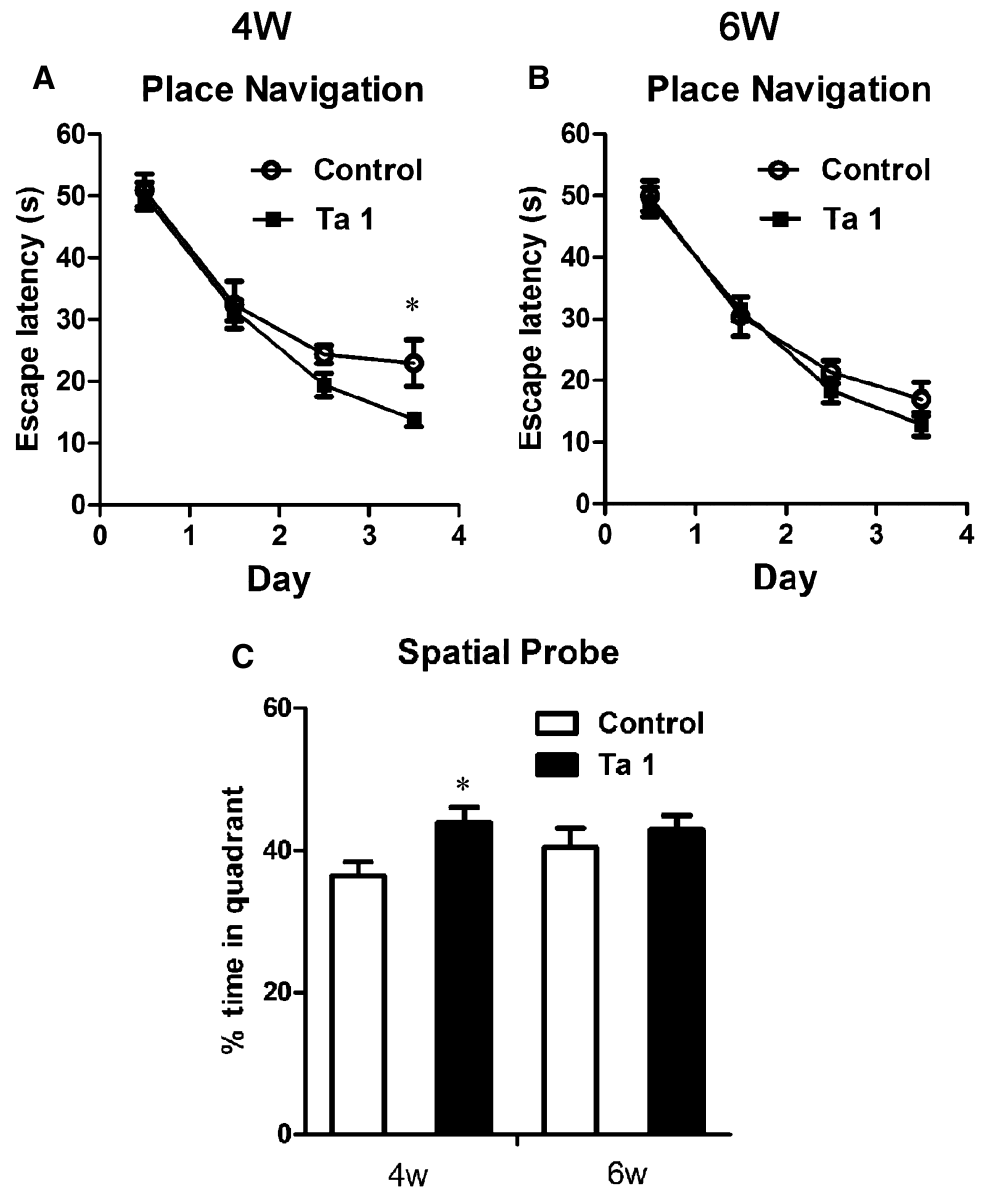 4W
6W
A
Place Navigation
60
50
40
30
20
10
0
Escape latency (s)
Control
Ta 1
*
0 1 2 3 4
Day
B
Place Navigation
60
50
40
30
20
10
0
Escape latency (s)
Control
Ta 1
0 1 2 3 4
Day
C
Spatial Probe
60
40
20
0
% time in quadrant
Control
Ta 1
*
4w
6w